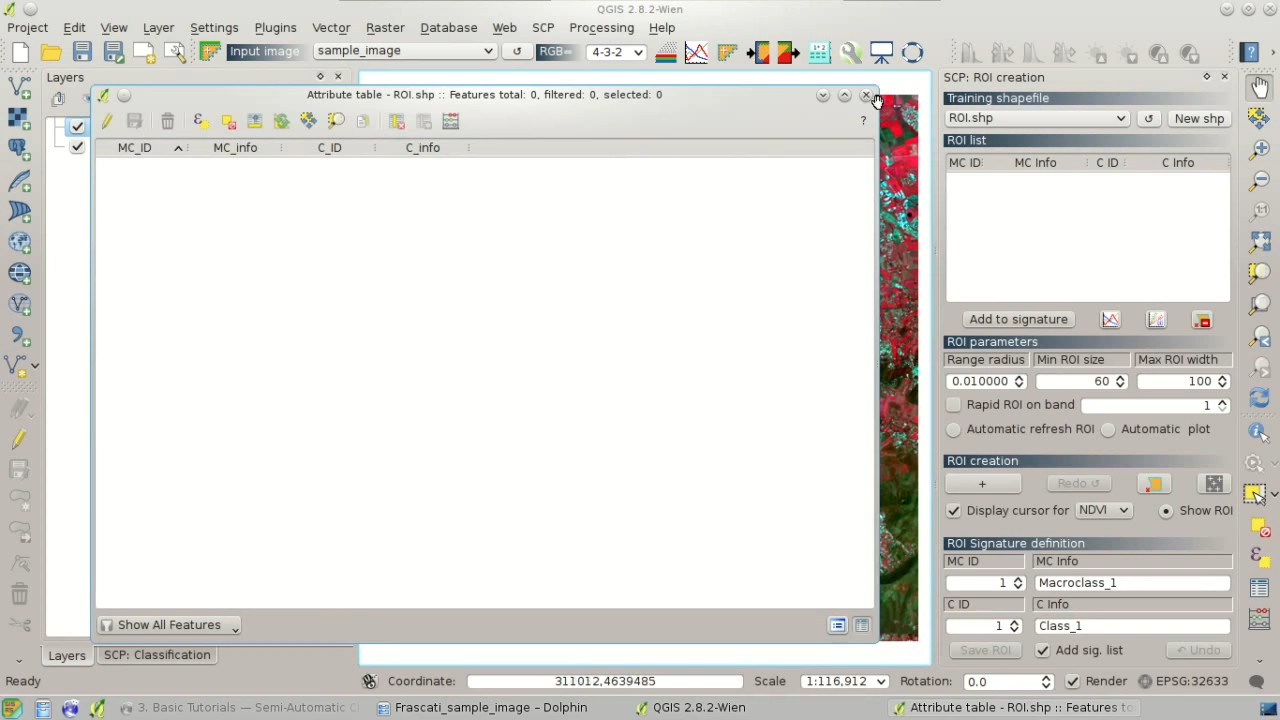 QGIS 2.8.2-Wien
Project Edit View Layer Settings Plugins Vector Raster Database Web SCP Processing Help
Input image sample_image RGB= 4-3-2
Layers
SCP: ROI creation
Attribute table - ROI.shp :: Features total: 0, filtered: 0, selected: 0
Training shapefile
ROI.shp New shp
?
ROI list
MC_ID MC_info C_ID C_info
MC ID MC Info C ID C Info
Add to signature
ROI parameters
Range radius Min ROI size Max ROI width
0.010000 60 100
Rapid ROI on band 1
Automatic refresh ROI Automatic plot
ROI creation
+ Redo ↺
Display cursor for NDVI Show ROI
ROI Signature definition
MC ID MC Info
1 Macroclass_1
C ID C Info
1 Class_1
Show All Features
Save ROI Add sig. list Undo
Layers SCP: Classification
Ready Coordinate: 311012,4639485 Scale 1:116,912 Rotation: 0.0 Render EPSG:32633
3. Basic Tutorials — Semi-Automatic C Frascati_sample_image – Dolphin QGIS 2.8.2-Wien Attribute table - ROI.shp :: Features to